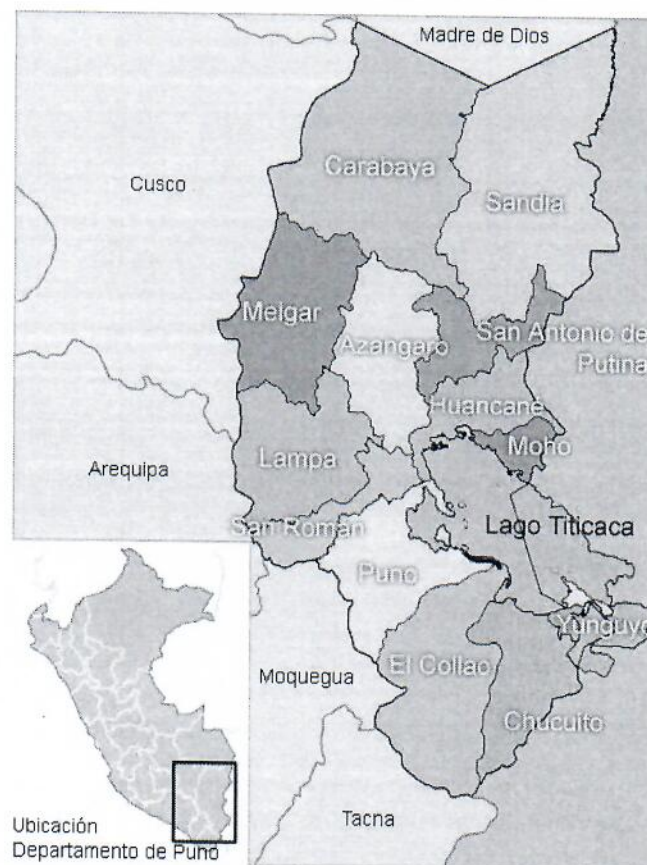 Madre de Dios
Carabaya
Cusco
Sandia
Melgar
Azángaro
San Antonio de
Putina
Huancané
Moho
Lampa
Arequipa
San Román
Lago Titicaca
Puno
Yunguyo
El Collao
Moquegua
Chucuito
Tacna
Ubicación
Departamento de Puno